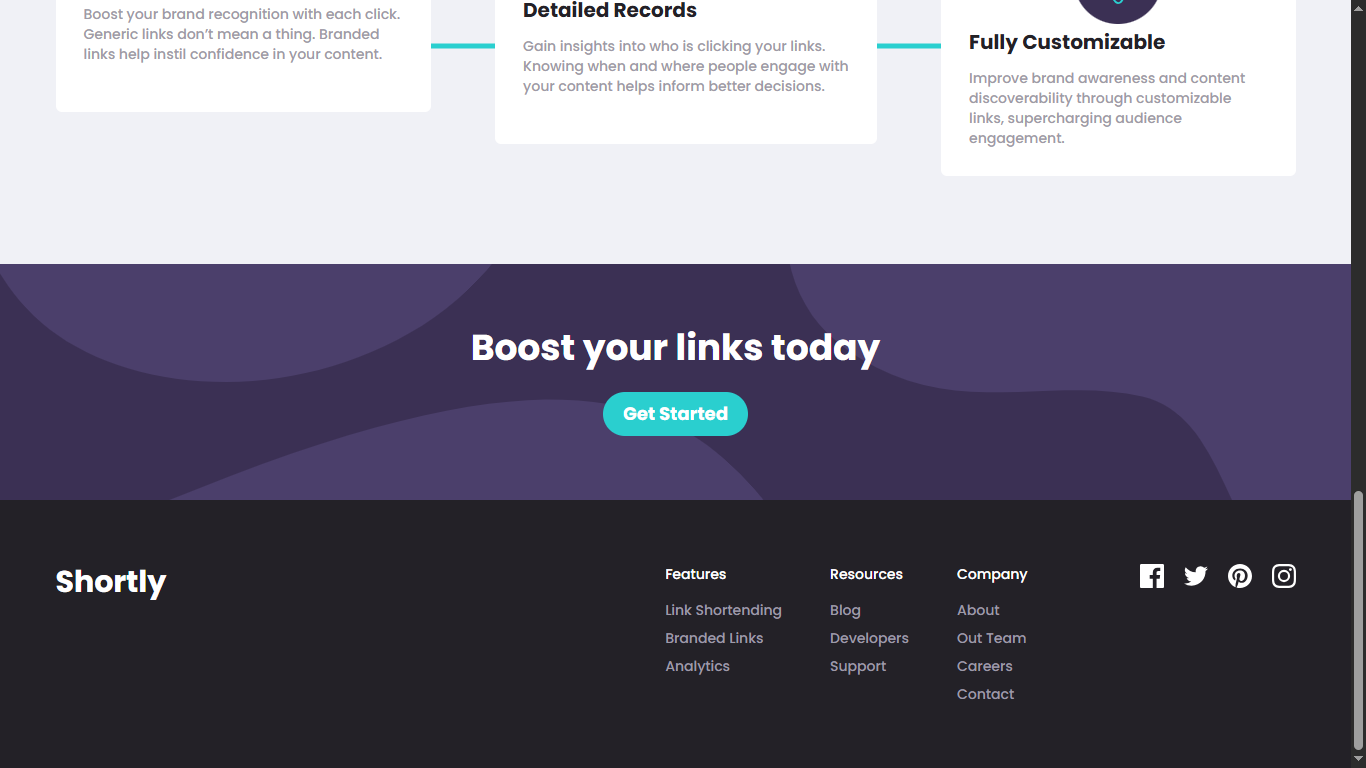 Boost your brand recognition with each click.
Generic links don’t mean a thing. Branded
links help instil confidence in your content.
Detailed Records
Gain insights into who is clicking your links.
Knowing when and where people engage with
your content helps inform better decisions.
Fully Customizable
Improve brand awareness and content
discoverability through customizable
links, supercharging audience
engagement.
Boost your links today
Get Started
Shortly
Features
Link Shortending
Branded Links
Analytics
Resources
Blog
Developers
Support
Company
About
Out Team
Careers
Contact